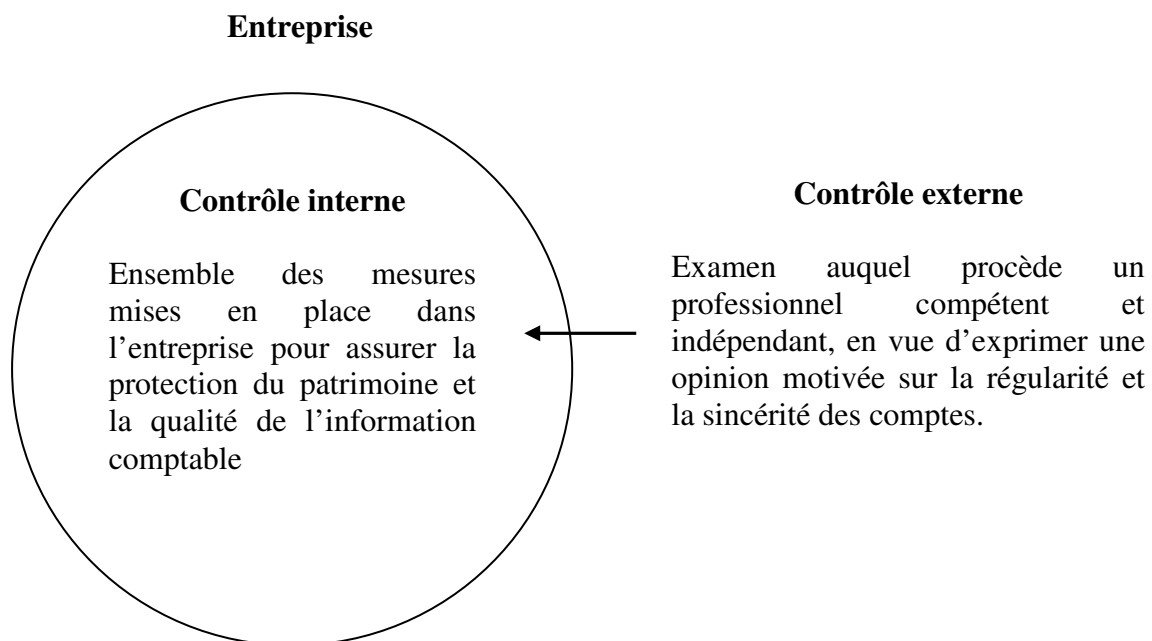 Entreprise
Contrôle interne
Ensemble des mesures
mises en place dans
l’entreprise pour assurer la
protection du patrimoine et
la qualité de l’information
comptable
Contrôle externe
Examen auquel procède un
professionnel compétent et
indépendant, en vue d’exprimer une
opinion motivée sur la régularité et
la sincérité des comptes.